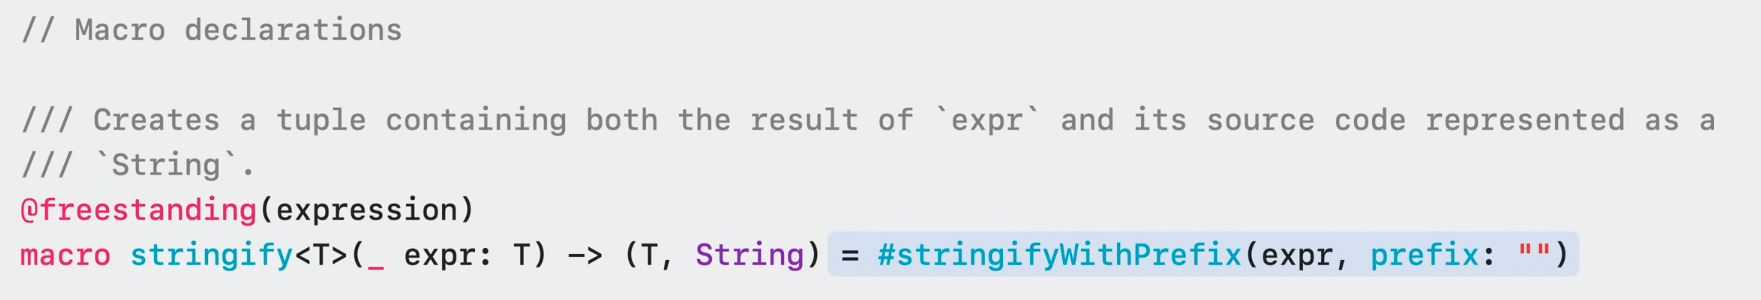 // Macro declarations
/// Creates a tuple containing both the result of `expr` and its source code represented as a
/// `String`.
@freestanding(expression)
macro stringify<T>(_ expr: T) -> (T, String) = #stringifyWithPrefix(expr, prefix: "")